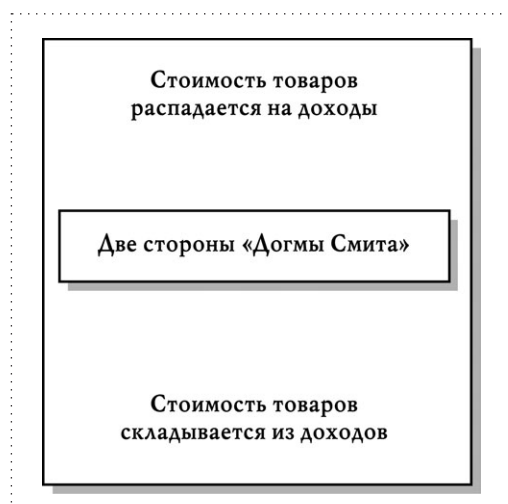 Стоимость товаров
распадается на доходы
Две стороны «Догмы Смита»
Стоимость товаров
складывается из доходов